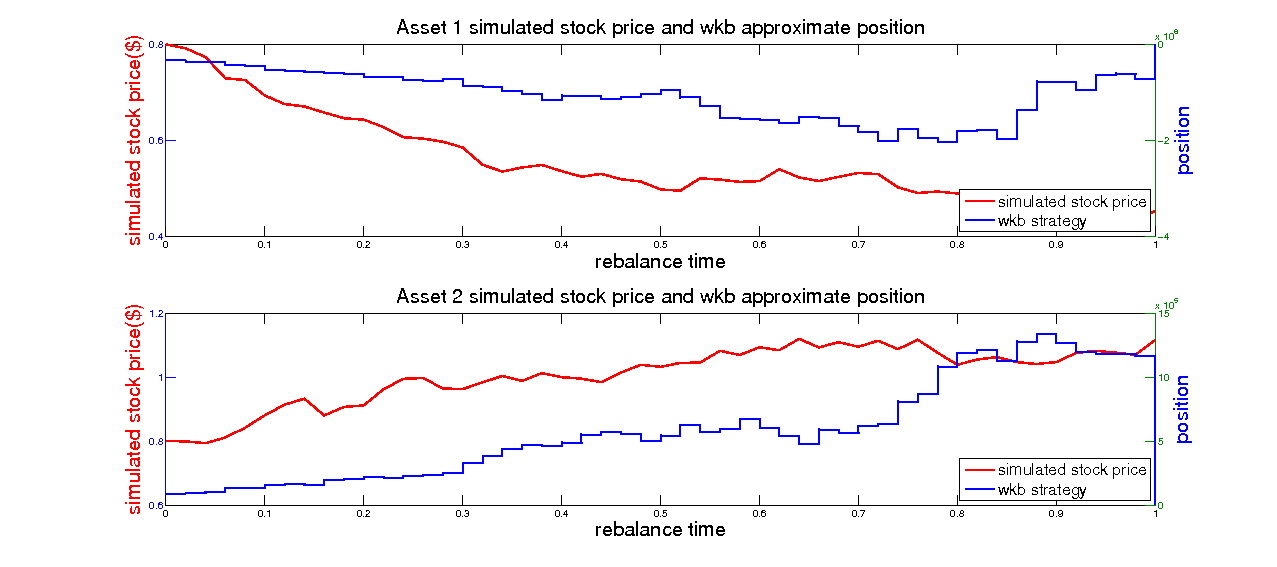 Asset 1 simulated stock price and wkb approximate position
x 10
0.8
0.6
0.4
simulated stock price($)
0
−2
−4
position
simulated stock price
wkb strategy
0 0.1 0.2 0.3 0.4 0.5 0.6 0.7 0.8 0.9 1
rebalance time
Asset 2 simulated stock price and wkb approximate position
x 10
1.2
1
0.8
0.6
simulated stock price($)
15
10
5
0
position
simulated stock price
wkb strategy
0 0.1 0.2 0.3 0.4 0.5 0.6 0.7 0.8 0.9 1
rebalance time